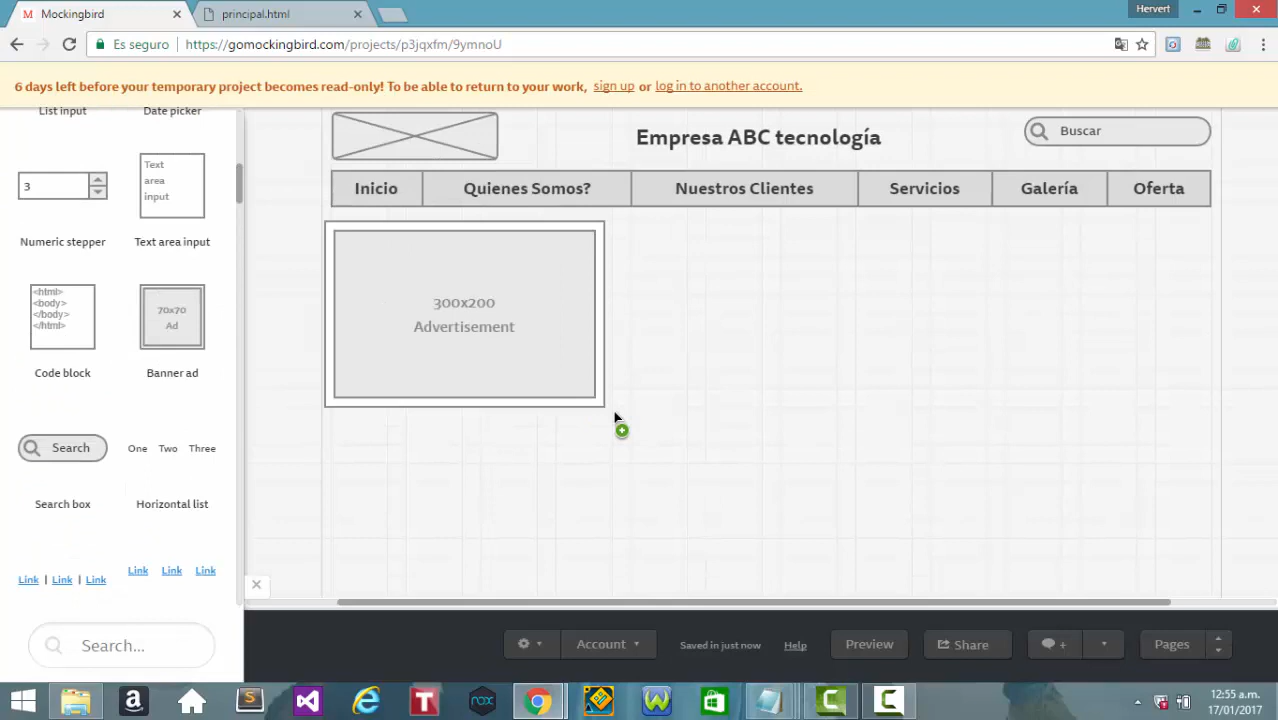 Mockingbird
principal.html
Hervert
Es seguro
https://gomockingbird.com/projects/p3jqxfm/9ymnoU
6 days left before your temporary project becomes read-only! To be able to return to your work, sign up or log in to another account.
List input
Date picker
Empresa ABC tecnología
Buscar
Inicio
Quienes Somos?
Nuestros Clientes
Servicios
Galería
Oferta
3
Text
area
input
Numeric stepper
Text area input
300x200
Advertisement
<html>
<body>
</body>
</html>
70x70
Ad
Code block
Banner ad
Search
One Two Three
Search box
Horizontal list
Link | Link | Link
Link Link Link
Search...
Account
Saved in just now
Help
Preview
Share
+
Pages
12:55 a.m.
17/01/2017